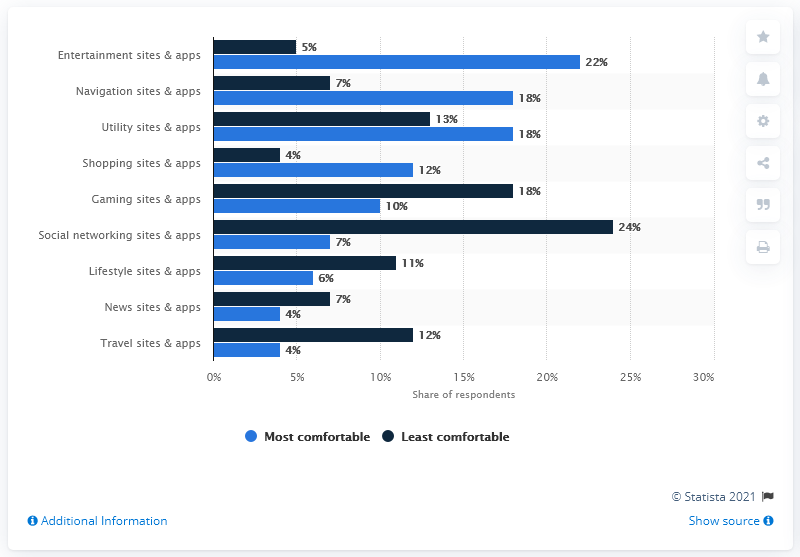 Entertainment sites & apps
5%
22%
Navigation sites & apps
7%
18%
Utility sites & apps
13%
18%
Shopping sites & apps
4%
12%
Gaming sites & apps
18%
10%
Social networking sites & apps
24%
7%
Lifestyle sites & apps
11%
6%
News sites & apps
7%
4%
Travel sites & apps
12%
4%
0% 5% 10% 15% 20% 25% 30%
Share of respondents
Most comfortable Least comfortable
© Statista 2021
Additional Information Show source